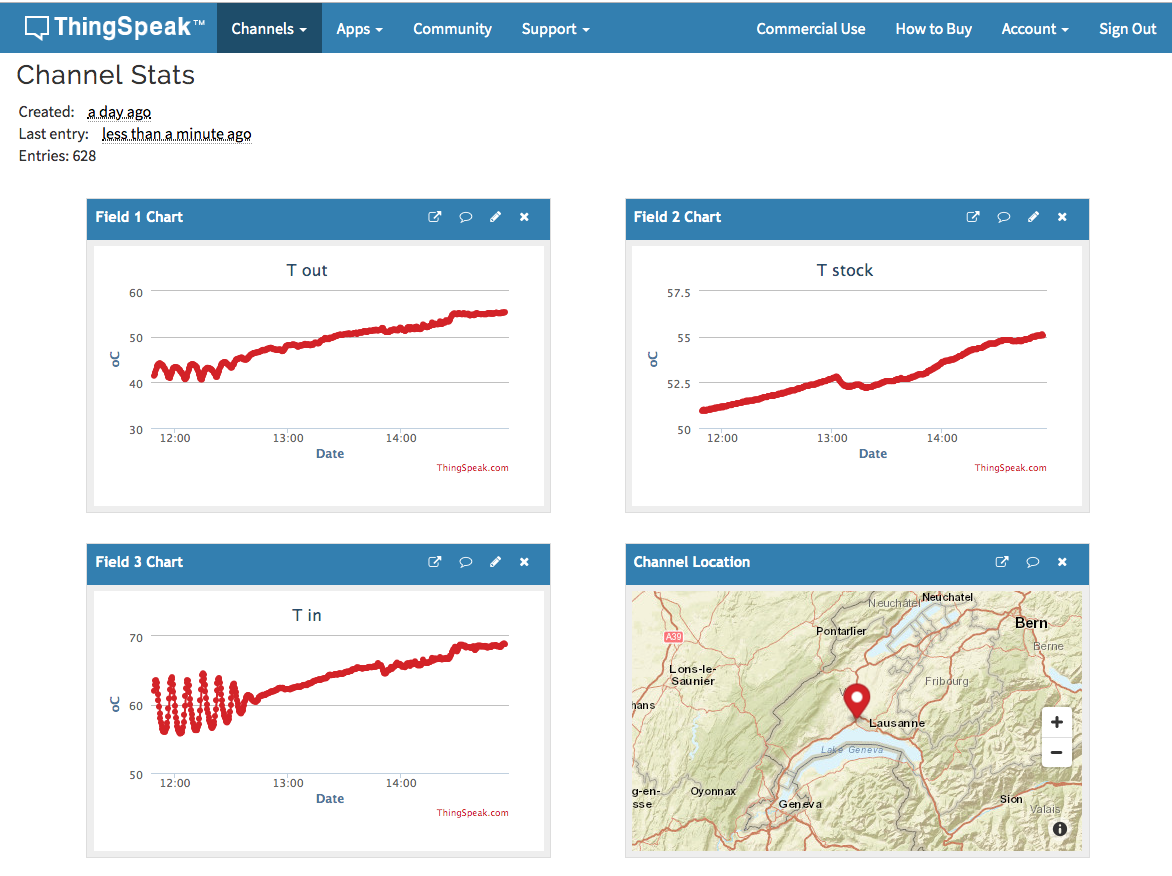 ThingSpeak™ Channels Apps Community Support Commercial Use How to Buy Account Sign Out
Channel Stats
Created: a day ago
Last entry: less than a minute ago
Entries: 628
Field 1 Chart
T out
60
50
40
30
oC
12:00 13:00 14:00
Date
ThingSpeak.com
Field 2 Chart
T stock
57.5
55
52.5
50
oC
12:00 13:00 14:00
Date
ThingSpeak.com
Field 3 Chart
T in
70
60
50
oC
12:00 13:00 14:00
Date
ThingSpeak.com
Channel Location
Neuchatel
Neuchâtel
Bern
Pontarlier
A39
Berne
Lons-le-
Saunier
Fribourg
hans
Lausanne
Lake Geneva
g-en-
sse
Oyonnax
Geneva
Sion
Valais
+
−